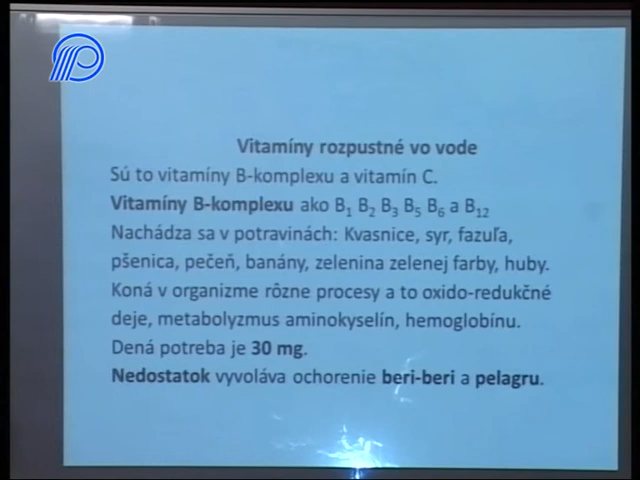 Vitamíny rozpustné vo vode
Sú to vitamíny B-komplexu a vitamín C.
Vitamíny B-komplexu ako B₁ B₂ B₃ B₅ B₆ a B₁₂
Nachádza sa v potravinách: Kvasnice, syr, fazuľa,
pšenica, pečeň, banány, zelenina zelenej farby, huby.
Koná v organizme rôzne procesy a to oxido-redukčné
deje, metabolyzmus aminokyselín, hemoglobínu.
Dená potreba je 30 mg.
Nedostatok vyvoláva ochorenie beri-beri a pelagru.